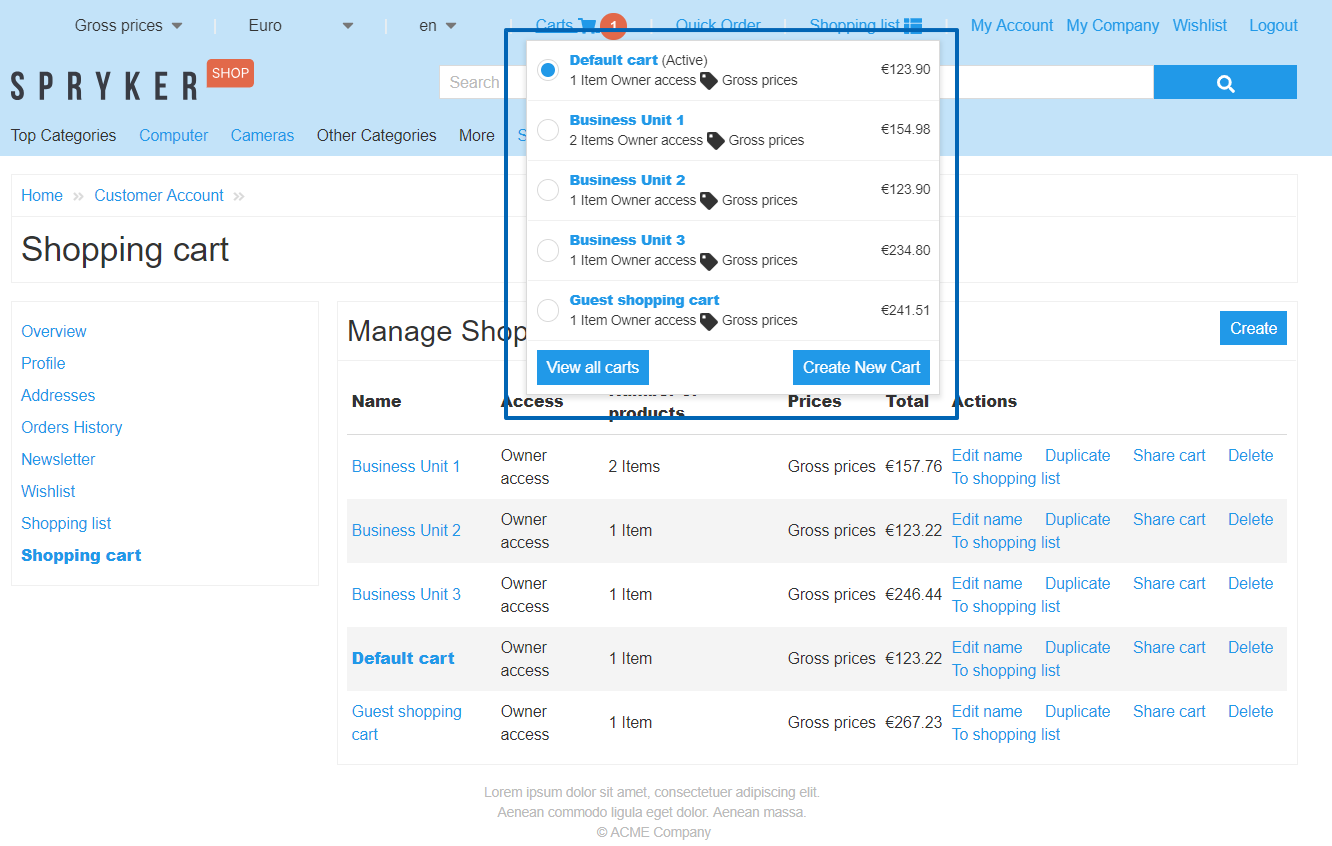 Gross prices Euro en Carts 1 Quick Order Shopping list My Account My Company Wishlist Logout
SPRYKER SHOP
Search
Top Categories Computer Cameras Other Categories More S
Default cart (Active)
1 Item Owner access Gross prices €123.90
Business Unit 1
2 Items Owner access Gross prices €154.98
Business Unit 2
1 Item Owner access Gross prices €123.90
Business Unit 3
1 Item Owner access Gross prices €234.80
Guest shopping cart
1 Item Owner access Gross prices €241.51
View all carts Create New Cart
Home » Customer Account »
Shopping cart
Overview
Profile
Addresses
Orders History
Newsletter
Wishlist
Shopping list
Shopping cart
Manage Shop
Create
Name Access Number of products Prices Total Actions
Business Unit 1 Owner access 2 Items Gross prices €157.76 Edit name Duplicate Share cart Delete
To shopping list
Business Unit 2 Owner access 1 Item Gross prices €123.22 Edit name Duplicate Share cart Delete
To shopping list
Business Unit 3 Owner access 1 Item Gross prices €246.44 Edit name Duplicate Share cart Delete
To shopping list
Default cart Owner access 1 Item Gross prices €123.22 Edit name Duplicate Share cart Delete
To shopping list
Guest shopping cart Owner access 1 Item Gross prices €267.23 Edit name Duplicate Share cart Delete
To shopping list
Lorem ipsum dolor sit amet, consectetuer adipiscing elit.
Aenean commodo ligula eget dolor. Aenean massa.
© ACME Company